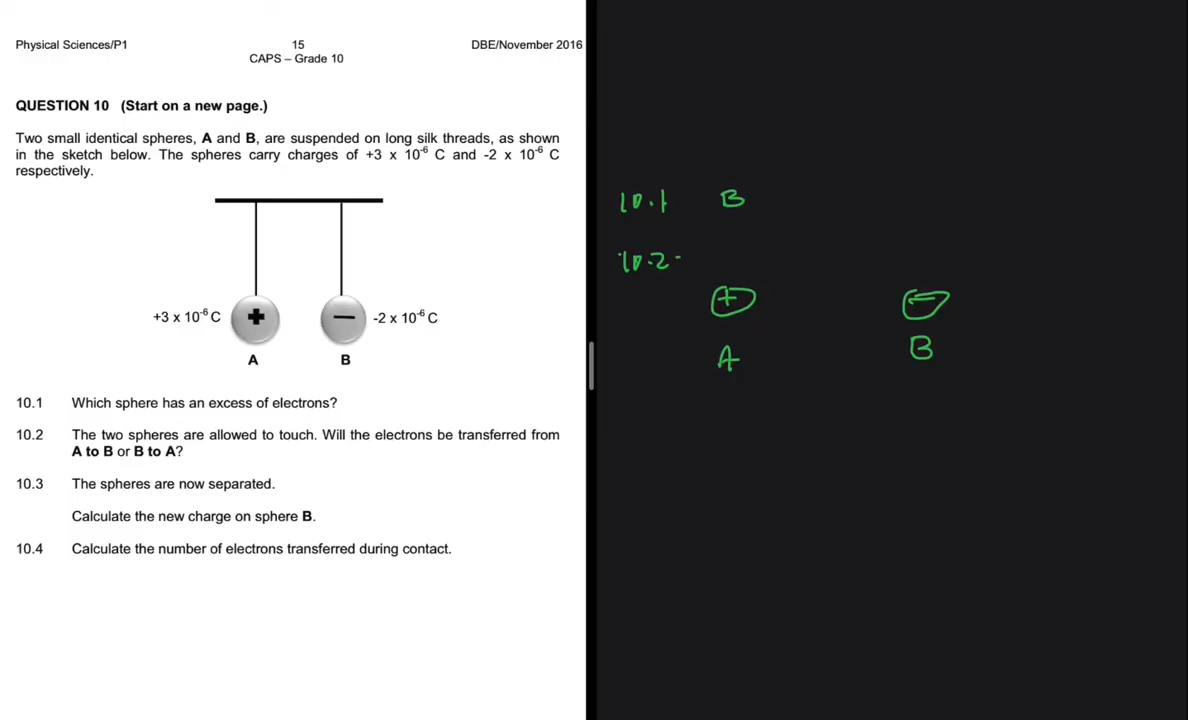 Physical Sciences/P1 15 DBE/November 2016
CAPS – Grade 10
QUESTION 10 (Start on a new page.)
Two small identical spheres, A and B, are suspended on long silk threads, as shown
in the sketch below. The spheres carry charges of +3 x 10⁻⁶ C and -2 x 10⁻⁶ C
respectively.
+3 x 10⁻⁶ C + − -2 x 10⁻⁶ C
A B
10.1 Which sphere has an excess of electrons?
10.2 The two spheres are allowed to touch. Will the electrons be transferred from
A to B or B to A?
10.3 The spheres are now separated.
Calculate the new charge on sphere B.
10.4 Calculate the number of electrons transferred during contact.
10.1 B
10.2
+ −
A B